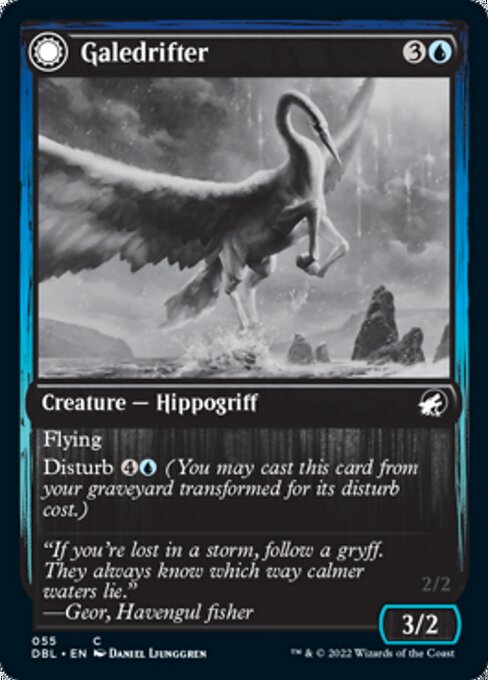 Galedrifter 3
Creature — Hippogriff
Flying
Disturb 4 (You may cast this card from
your graveyard transformed for its disturb
cost.)
“If you're lost in a storm, follow a gryff.
They always know which way calmer
waters lie.”
—Geor, Havengul fisher
2/2
3/2
055 C
DBL • EN Daniel Ljunggren
™ & © 2022 Wizards of the Coast